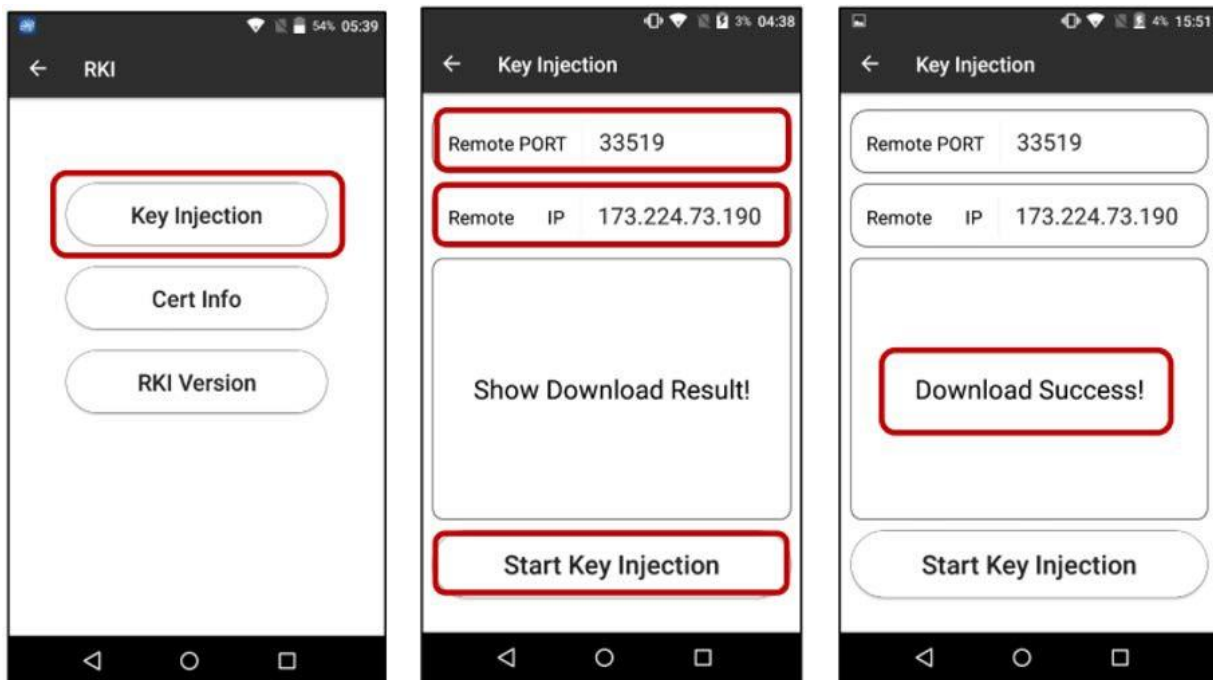 54% 05:39
RKI
Key Injection
Cert Info
RKI Version
3% 04:38
Key Injection
Remote PORT 33519
Remote IP 173.224.73.190
Show Download Result!
Start Key Injection
4% 15:51
Key Injection
Remote PORT 33519
Remote IP 173.224.73.190
Download Success!
Start Key Injection